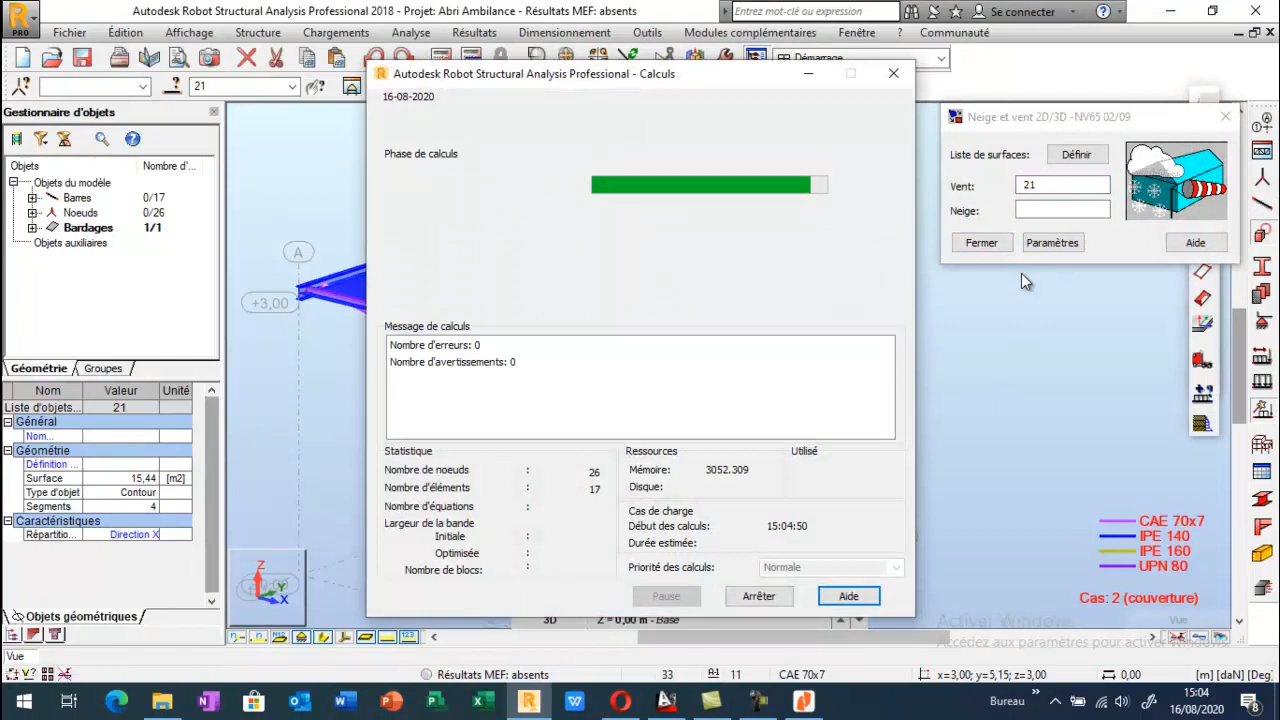 Autodesk Robot Structural Analysis Professional 2018 - Projet: Abri Ambiance - Résultats MEF: absents
Entrez mot-clé ou expression
Se connecter
PRO
Fichier Édition Affichage Structure Chargements Analyse Résultats Dimensionnement Outils Modules complémentaires Fenêtre ? Communauté
Démarrage
21
Gestionnaire d'objets
Objets Nombre d'...
Objets du modèle
Barres 0/17
Noeuds 0/26
Bardages 1/1
Objets auxiliaires
Géométrie Groupes
Nom Valeur Unité
Liste d'objets 21
Général
Nom...
Géométrie
Définition ...
Surface 15,44 [m2]
Type d'objet Contour
Segments 4
Caractéristiques
Répartitio... Direction X
Objets géométriques
Vue
A
+3,00
Z
Y
X
Autodesk Robot Structural Analysis Professional - Calculs
16-08-2020
Phase de calculs
Message de calculs
Nombre d'erreurs: 0
Nombre d'avertissements: 0
Statistique
Nombre de noeuds : 26
Nombre d'éléments : 17
Nombre d'équations :
Largeur de la bande
Initiale :
Optimisée :
Nombre de blocs: :
Ressources Utilisé
Mémoire: 3052.309
Disque:
Cas de charge
Début des calculs: 15:04:50
Durée estimée:
Priorité des calculs: Normale
Pause Arrêter Aide
Neige et vent 2D/3D -NV65 02/09
Liste de surfaces: Définir
Vent: 21
Neige:
Fermer Paramètres Aide
CAE 70x7
IPE 140
IPE 160
UPN 80
Cas: 2 (couverture)
Activer Windows
Vue
Accédez aux paramètres pour activer Windows.
3D Z = 0,00 m - Base
Résultats MEF: absents 33 11 CAE 70x7 x=3,00; y=5,15; z=3,00 0,00 [m] [daN] [Deg]
Bureau
15:04
16/08/2020
8